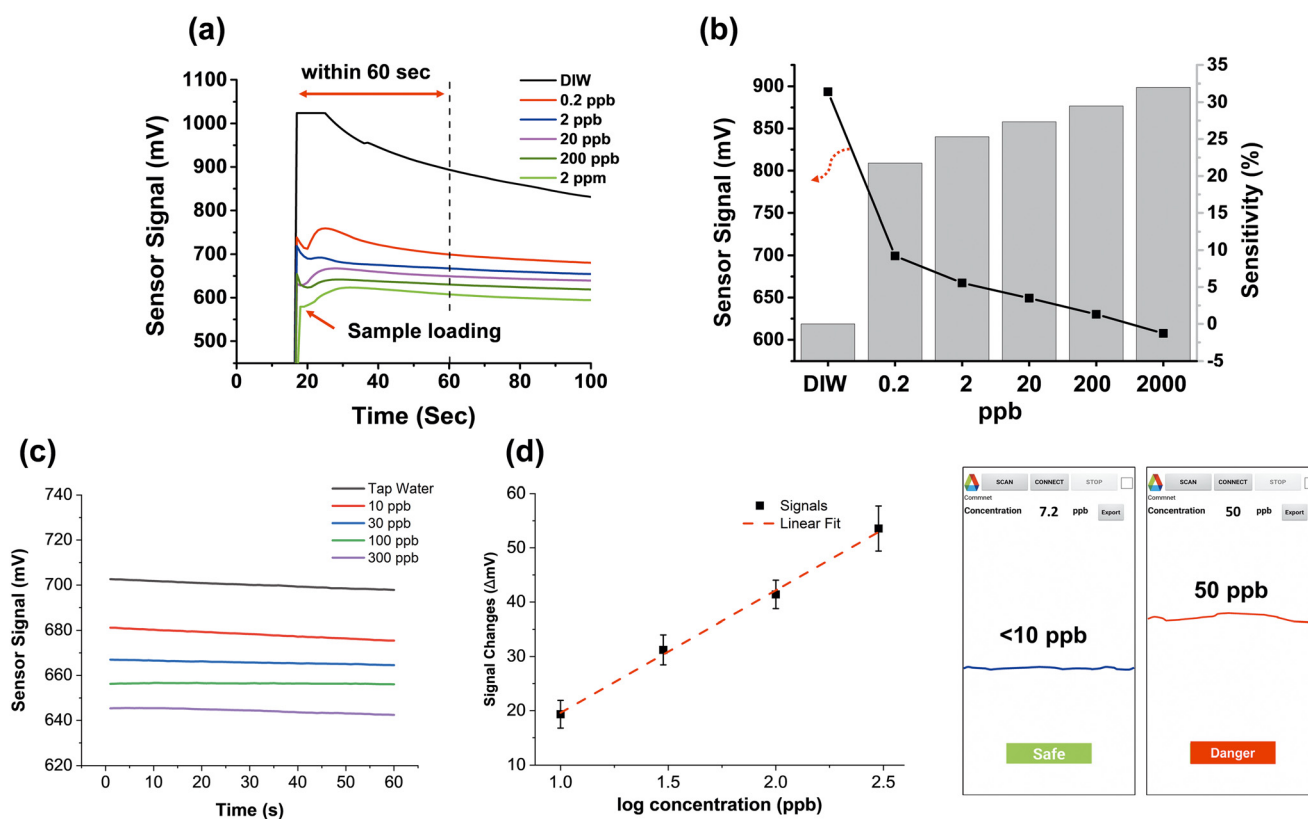 (a)
within 60 sec
1100
1000
900
800
700
600
500
Sensor Signal (mV)
DIW
0.2 ppb
2 ppb
20 ppb
200 ppb
2 ppm
Sample loading
0
20
40
60
80
100
Time (Sec)
(b)
900
850
800
750
700
650
600
Sensor Signal (mV)
35
30
25
20
15
10
5
0
-5
Sensitivity (%)
DIW
0.2
2
20
200
2000
ppb
(c)
740
720
700
680
660
640
620
Sensor Signal (mV)
Tap Water
10 ppb
30 ppb
100 ppb
300 ppb
0
10
20
30
40
50
60
Time (s)
(d)
60
50
40
30
20
10
Signal Changes (ΔmV)
Signals
Linear Fit
1.0
1.5
2.0
2.5
log concentration (ppb)
SCAN CONNECT STOP
Commnet
Concentration 7.2 ppb Export
<10 ppb
Safe
SCAN CONNECT STOP
Commnet
Concentration 50 ppb Export
50 ppb
Danger